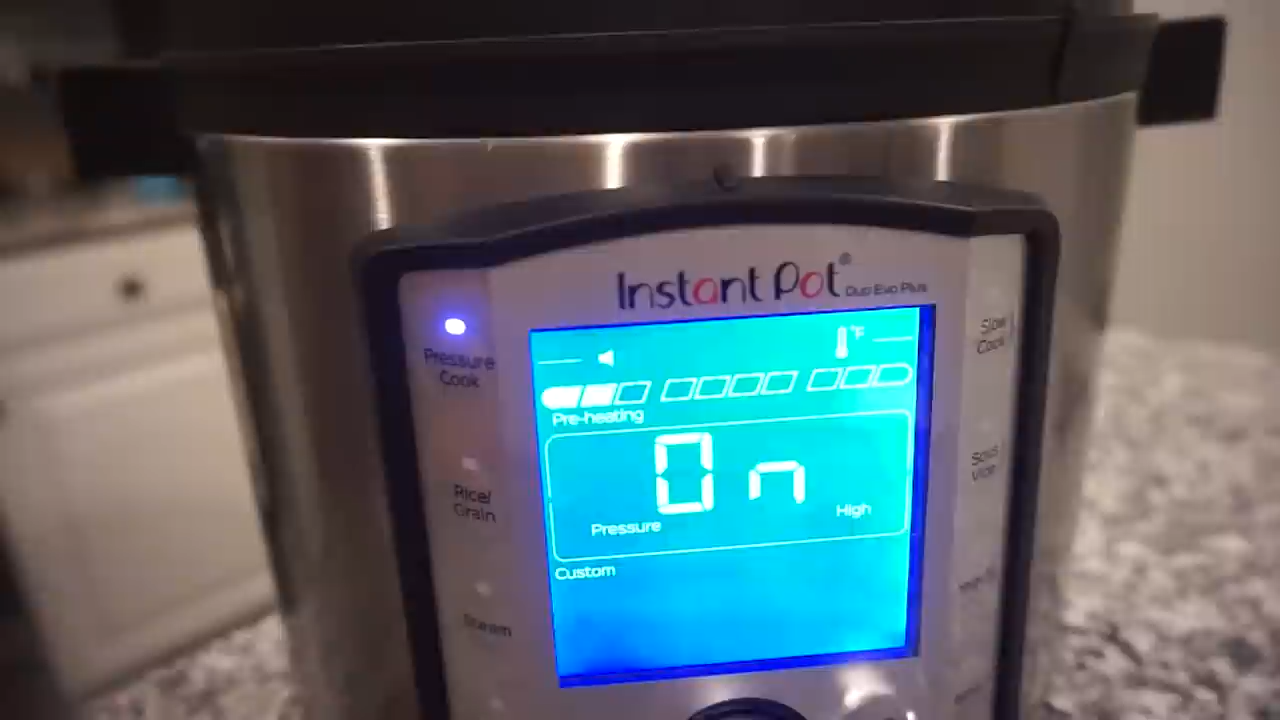 Instant Pot®
Duo Evo Plus
Pressure
Cook
Slow
Cook
°F
Pre-heating
On
Pressure
High
Custom
Rice/
Grain
Sous
Vide
Steam